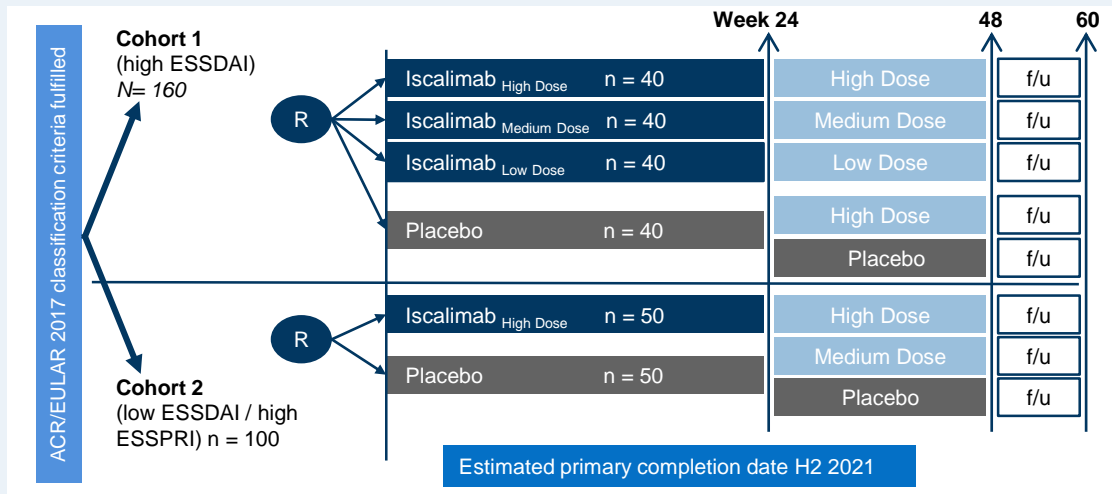 ACR/EULAR 2017 classification criteria fulfilled
Cohort 1
(high ESSDAI)
N= 160
Week 24
48
60
R
Iscalimab High Dose n = 40
High Dose
f/u
Iscalimab Medium Dose n = 40
Medium Dose
f/u
Iscalimab Low Dose n = 40
Low Dose
f/u
Placebo n = 40
High Dose
f/u
Placebo
f/u
R
Iscalimab High Dose n = 50
High Dose
f/u
Placebo n = 50
Medium Dose
f/u
Placebo
f/u
Cohort 2
(low ESSDAI / high
ESSPRI) n = 100
Estimated primary completion date H2 2021